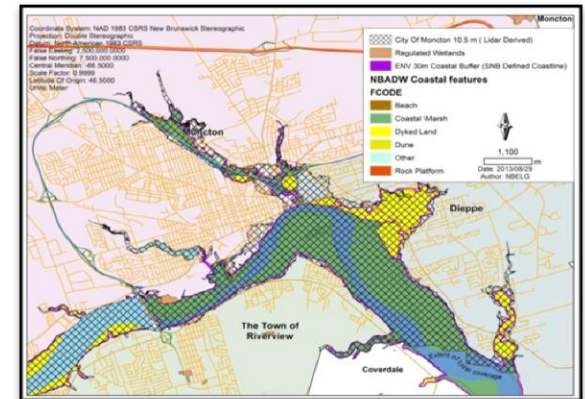 Coordinate System: NAD 1983 CSRS New Brunswick Stereographic
Projection: Double Stereographic
Datum: North American 1983 CSRS
False Easting: 2,500,000.0000
False Northing: 7,500,000.0000
Central Meridian: -66.5000
Scale Factor: 0.9999
Latitude Of Origin: 46.5000
Units: Meter
Moncton
City Of Moncton 10.5 m ( Lidar Derived)
Regulated Wetlands
ENV 30m Coastal Buffer (SNB Defined Coastline)
NBADW Coastal features
FCODE
Beach
Coastal Marsh
Dyked Land
Dune
Other
Rock Platform
1,100
m
Date: 2013/08/29
Author: NBELG
Moncton
Dieppe
The Town of
Riverview
Coverdale
Extent of Lidar coverage